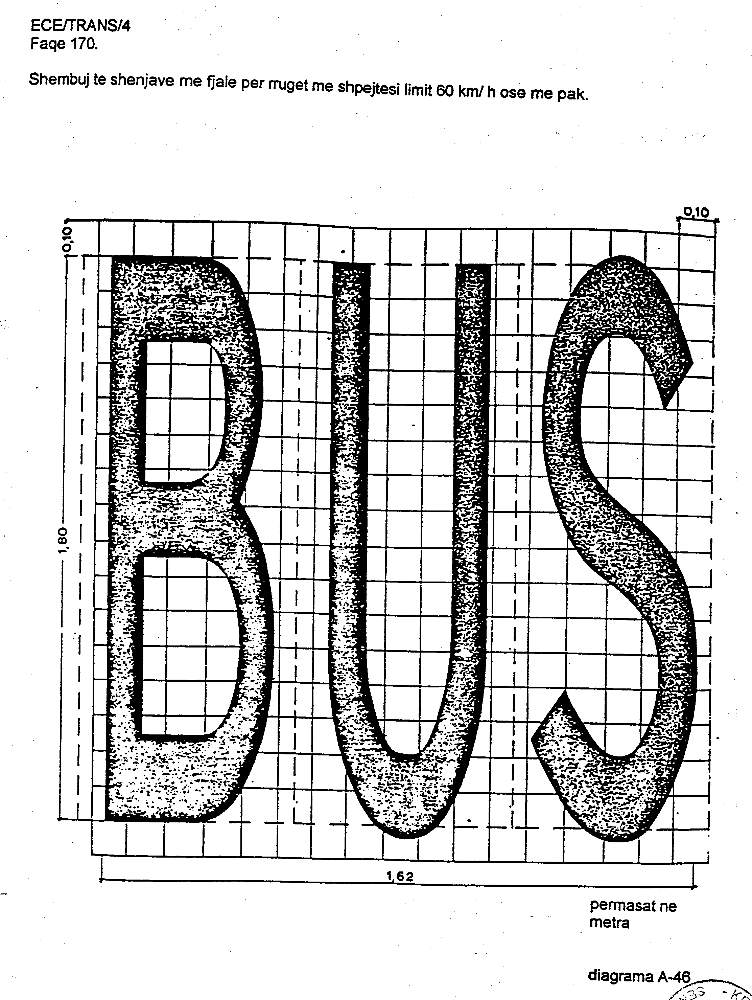 ECE/TRANS/4
Faqe 170.
Shembuj te shenjave me fjale per rruget me shpejtesi limit 60 km/ h ose me pak.
0,10
0,10
BUS
1,80
1,62
permasat ne
metra
diagrama A-46